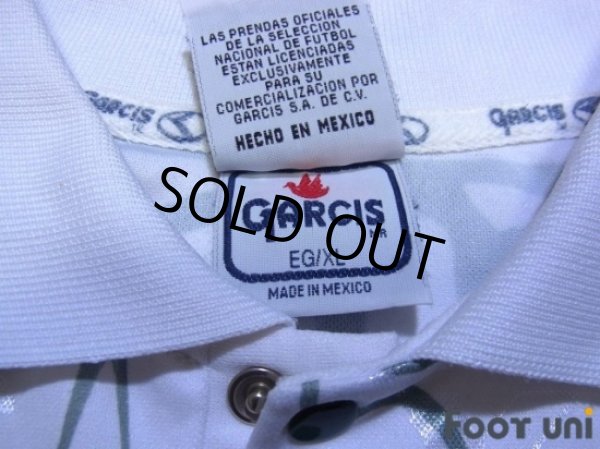 LAS PRENDAS OFICIALES
DE LA SELECCION
NACIONAL DE FUTBOL
ESTAN LICENCIADAS
EXCLUSIVAMENTE
PARA SU
COMERCIALIZACION POR
GARCIS S.A. DE C.V.
HECHO EN MEXICO
GARCIS
GARCIS
GARCIS
MR
EG/XL
MADE IN MEXICO
SOLD OUT
FOOT UNI